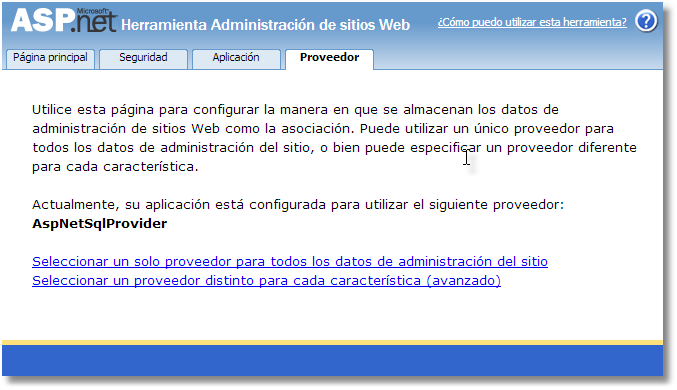 Microsoft
ASP.net Herramienta Administración de sitios Web ¿Cómo puedo utilizar esta herramienta? ?
Página principal Seguridad Aplicación Proveedor
Utilice esta página para configurar la manera en que se almacenan los datos de
administración de sitios Web como la asociación. Puede utilizar un único proveedor para
todos los datos de administración del sitio, o bien puede especificar un proveedor diferente
para cada característica.
Actualmente, su aplicación está configurada para utilizar el siguiente proveedor:
AspNetSqlProvider
Seleccionar un solo proveedor para todos los datos de administración del sitio
Seleccionar un proveedor distinto para cada característica (avanzado)